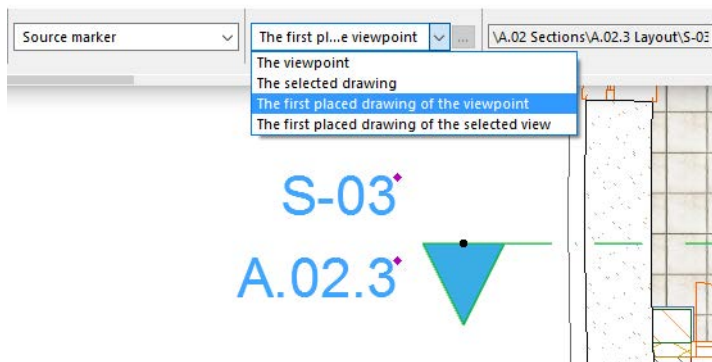 Source marker
The first pl...e viewpoint
...
\A.02 Sections\A.02.3 Layout\S-03
The viewpoint
The selected drawing
The first placed drawing of the viewpoint
The first placed drawing of the selected view
S-03
A.02.3